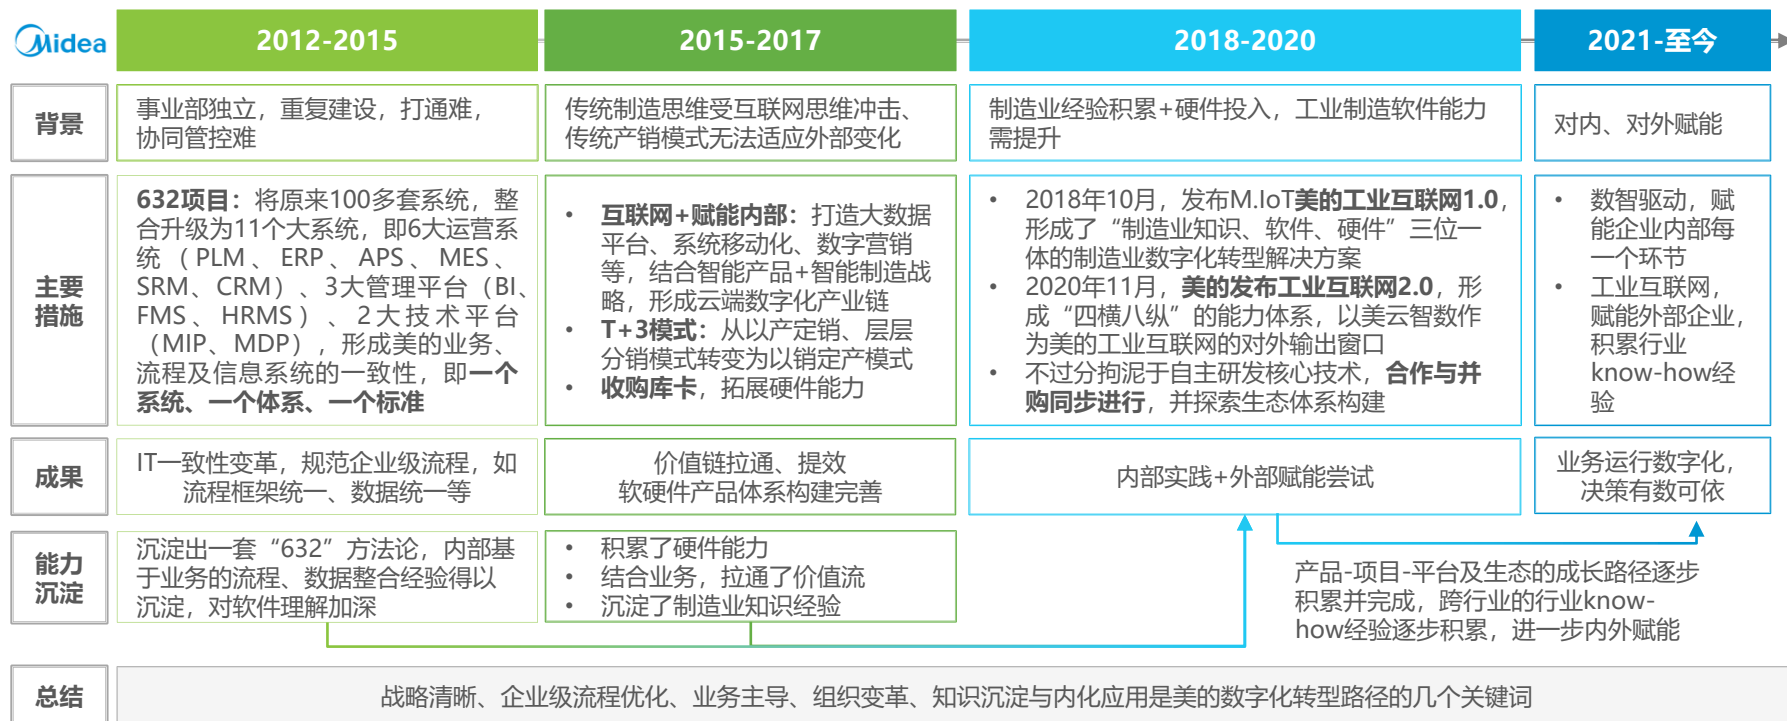 Midea
2012-2015
2015-2017
2018-2020
2021-至今
背景
事业部独立，重复建设，打通难，
协同管控难
传统制造思维受互联网思维冲击、
传统产销模式无法适应外部变化
制造业经验积累+硬件投入，工业制造软件能力
需提升
对内、对外赋能
主要
措施
632项目：将原来100多套系统，整
合升级为11个大系统，即6大运营系
统（PLM、ERP、APS、MES、
SRM、CRM）、3大管理平台（BI、
FMS、HRMS）、2大技术平台
（MIP、MDP），形成美的业务、
流程及信息系统的一致性，即一个
系统、一个体系、一个标准
• 互联网+赋能内部：打造大数据
平台、系统移动化、数字营销
等，结合智能产品+智能制造战
略，形成云端数字化产业链
• T+3模式：从以产定销、层层
分销模式转变为以销定产模式
• 收购库卡，拓展硬件能力
• 2018年10月，发布M.IoT美的工业互联网1.0，
形成了“制造业知识、软件、硬件”三位一
体的制造业数字化转型解决方案
• 2020年11月，美的发布工业互联网2.0，形
成“四横八纵”的能力体系，以美云智数作
为美的工业互联网的对外输出窗口
• 不过分拘泥于自主研发核心技术，合作与并
购同步进行，并探索生态体系构建
• 数智驱动，赋
能企业内部每
一个环节
• 工业互联网，
赋能外部企业，
积累行业
know-how经
验
成果
IT一致性变革，规范企业级流程，如
流程框架统一、数据统一等
价值链拉通、提效
软硬件产品体系构建完善
内部实践+外部赋能尝试
业务运行数字化，
决策有数可依
能力
沉淀
沉淀出一套“632”方法论，内部基
于业务的流程、数据整合经验得以
沉淀，对软件理解加深
• 积累了硬件能力
• 结合业务，拉通了价值流
• 沉淀了制造业知识经验
产品-项目-平台及生态的成长路径逐步
积累并完成，跨行业的行业know-
how经验逐步积累，进一步内外赋能
总结
战略清晰、企业级流程优化、业务主导、组织变革、知识沉淀与内化应用是美的数字化转型路径的几个关键词